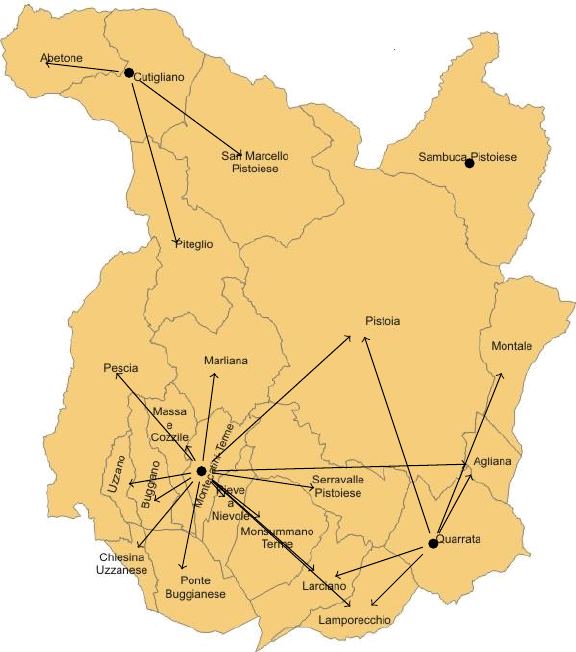 Abetone
Cutigliano
San Marcello
Pistoiese
Sambuca Pistoiese
Piteglio
Pistoia
Montale
Pescia
Marliana
Massa
e
Cozzile
Montecatini Terme
Uzzano
Buggiano
Pieve
a
Nievole
Serravalle
Pistoiese
Agliana
Monsummano
Terme
Quarrata
Chiesina
Uzzanese
Ponte
Buggianese
Larciano
Lamporecchio